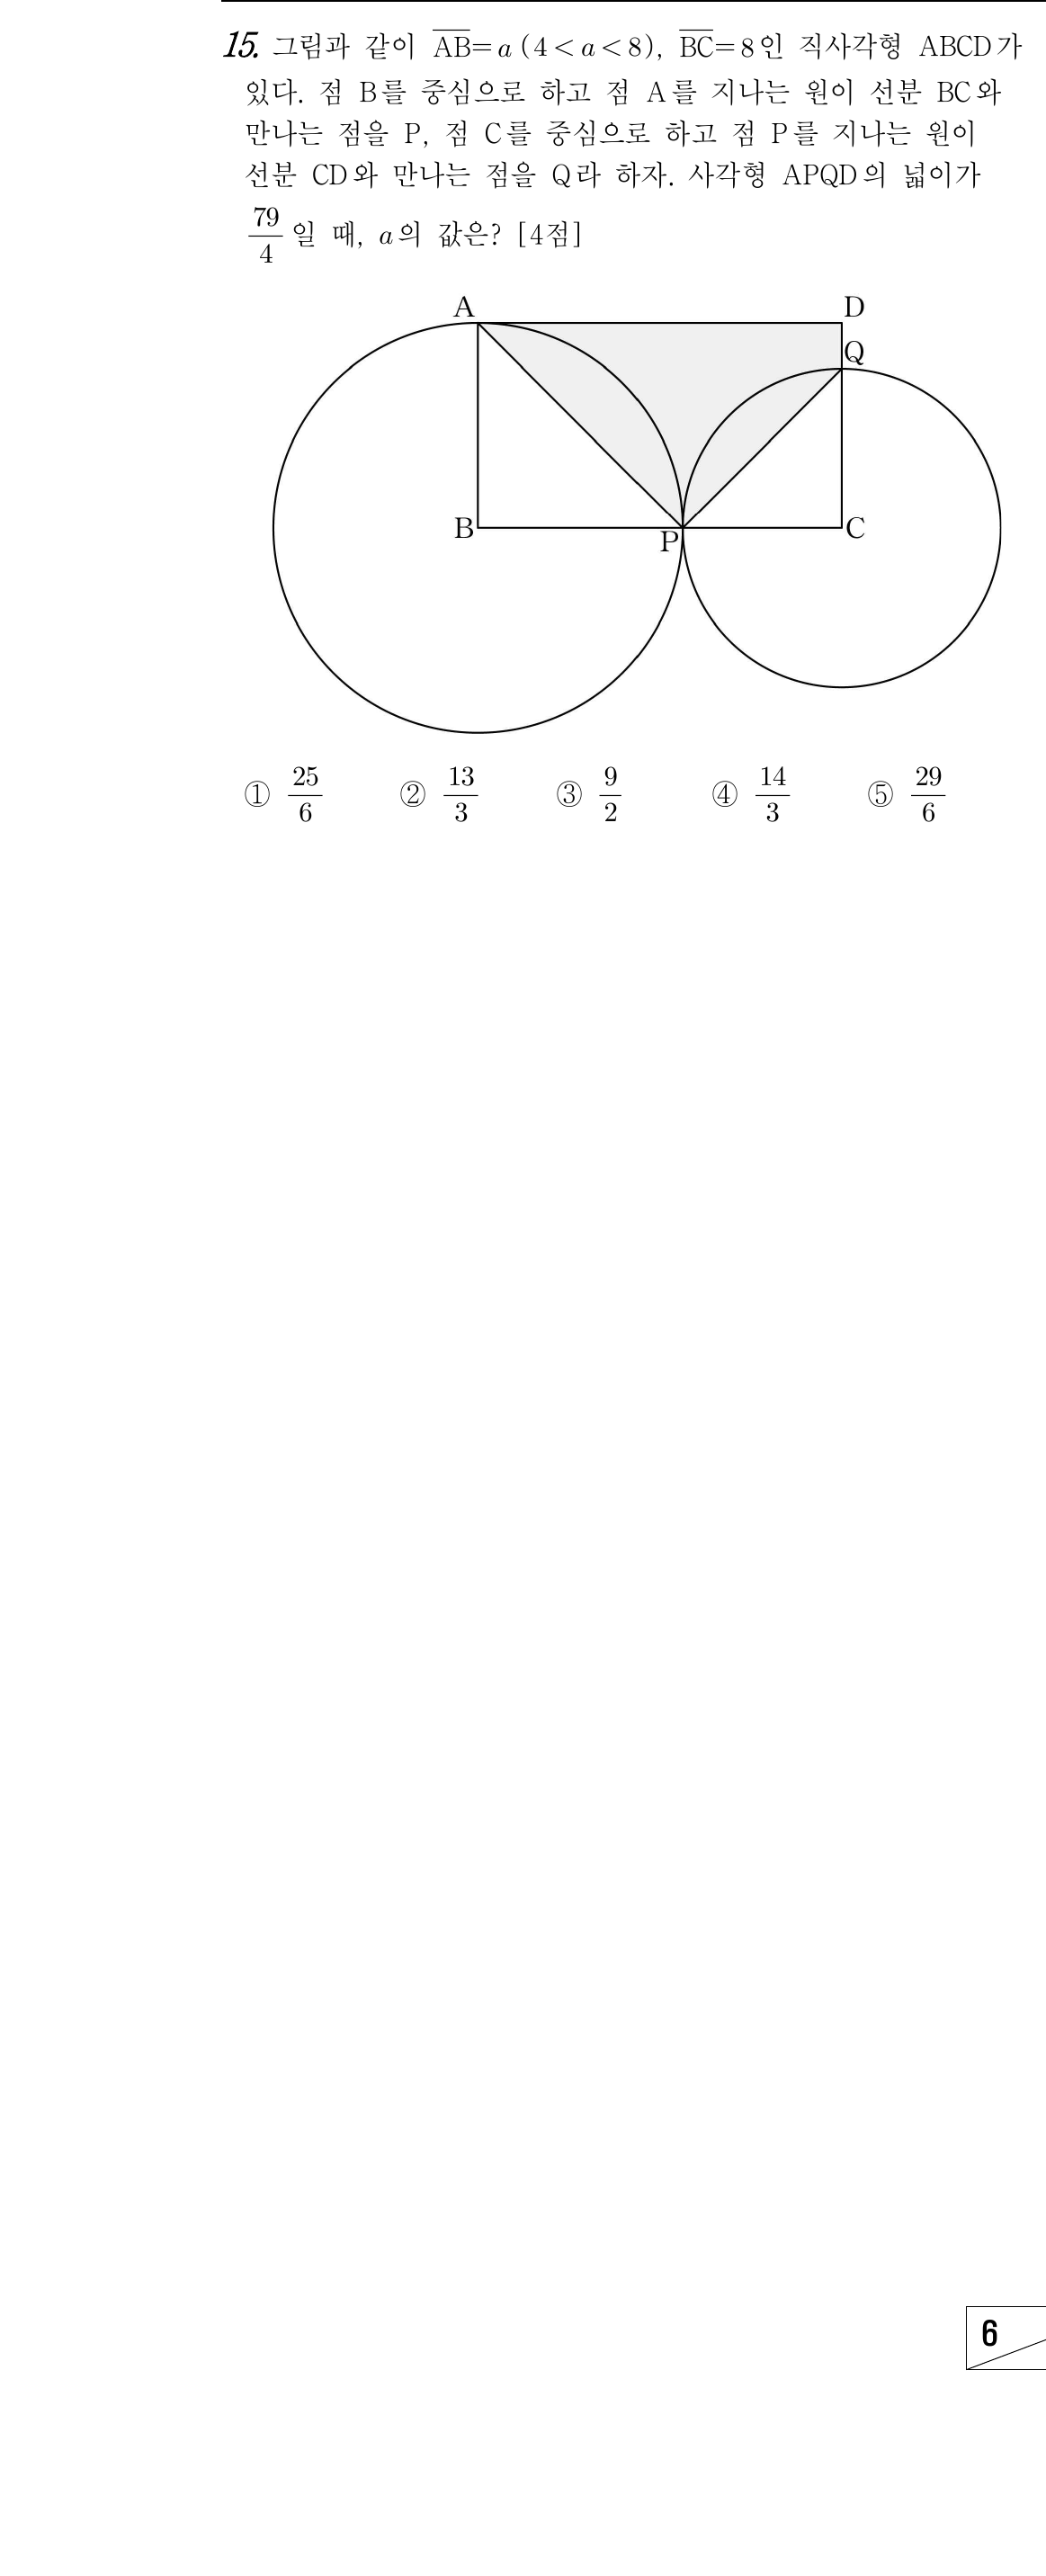 15. 그림과 같이 $\overline{AB}=a\,(4<a<8)$, $\overline{BC}=8$인 직사각형 ABCD가
있다. 점 B를 중심으로 하고 점 A를 지나는 원이 선분 BC와
만나는 점을 P, 점 C를 중심으로 하고 점 P를 지나는 원이
선분 CD와 만나는 점을 Q라 하자. 사각형 APQD의 넓이가
$\frac{79}{4}$일 때, $a$의 값은? [4점]
A D
Q
B P C
① $\frac{25}{6}$ ② $\frac{13}{3}$ ③ $\frac{9}{2}$ ④ $\frac{14}{3}$ ⑤ $\frac{29}{6}$
6